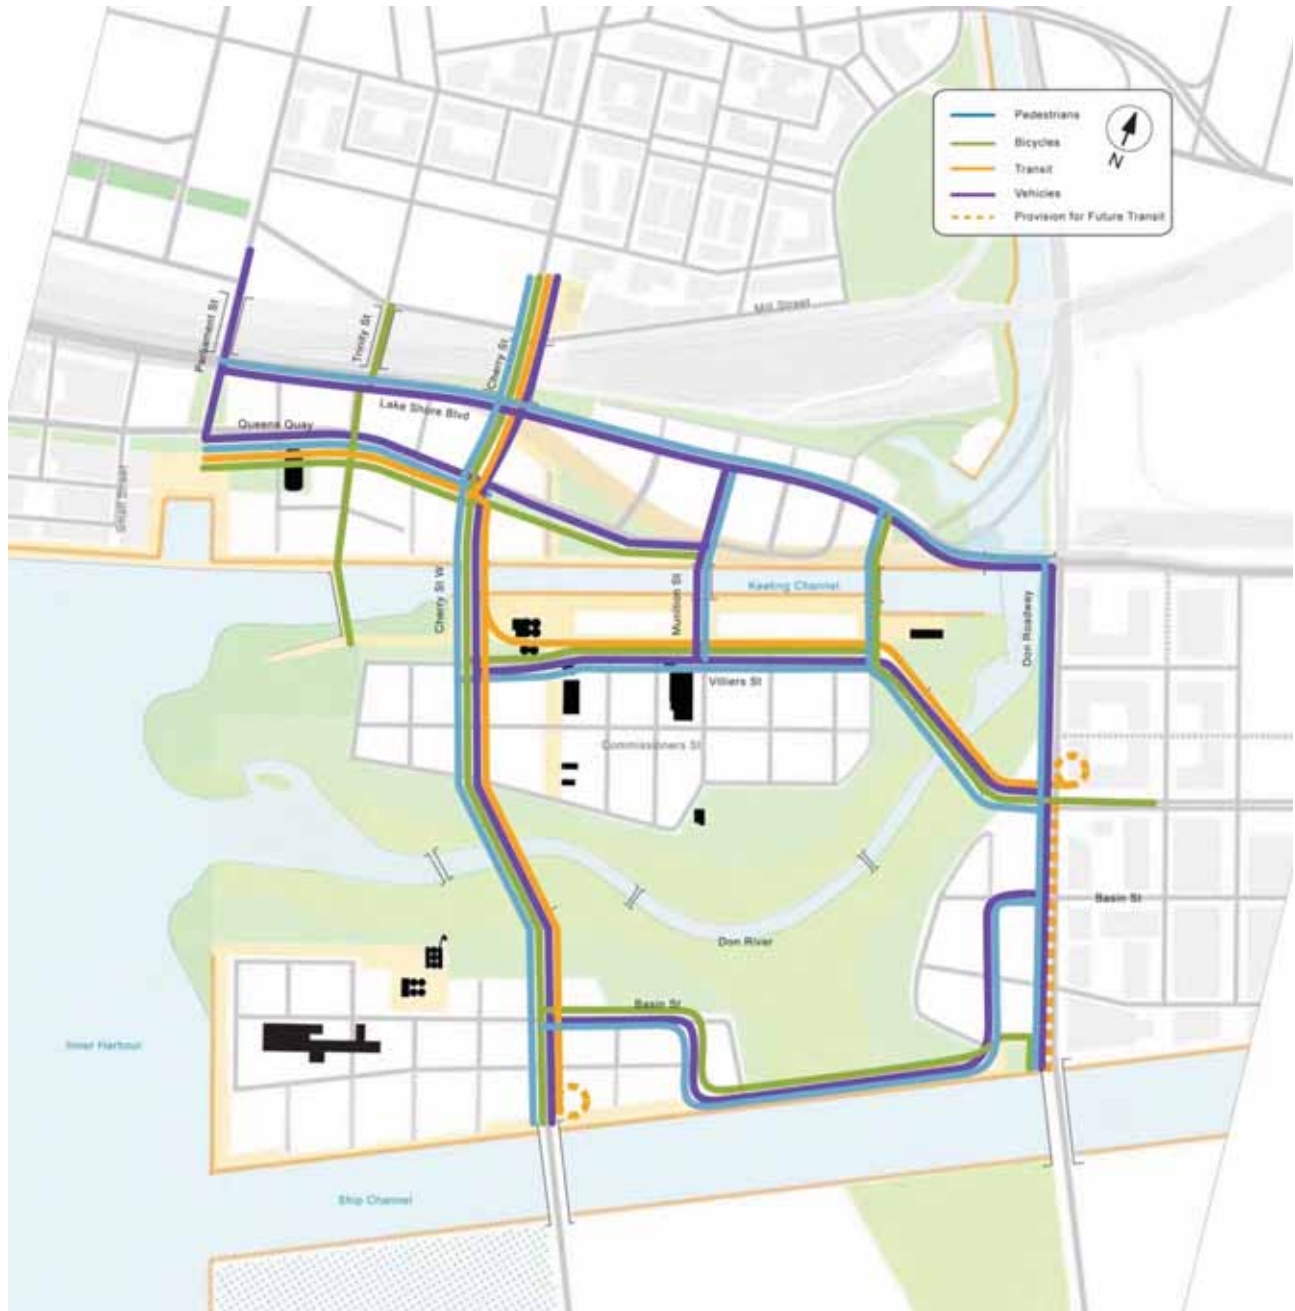 Pedestrians
Bicycles
Transit
Vehicles
Provision for Future Transit
N
Mill Street
Parliament St
Trinity St
Cherry St
Lake Shore Blvd
Queens Quay
Small Street
Cherry St W
Keating Channel
Munition St
Don Roadway
Villiers St
Commissioners St
Basin St
Don River
Basin St
Inner Harbour
Ship Channel